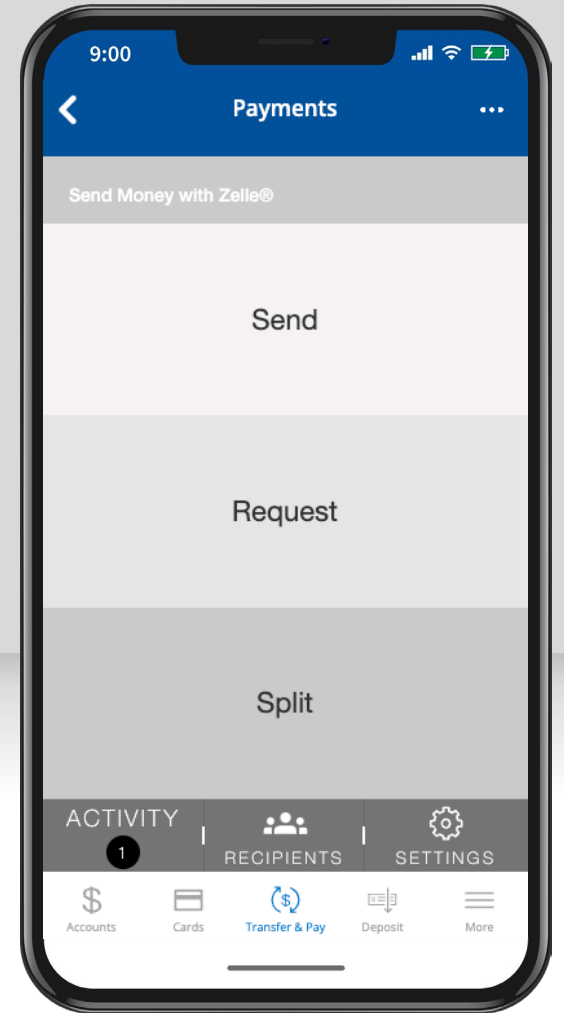 9:00
Payments
Send Money with Zelle®
Send
Request
Split
ACTIVITY
1
RECIPIENTS
SETTINGS
Accounts
Cards
Transfer & Pay
Deposit
More